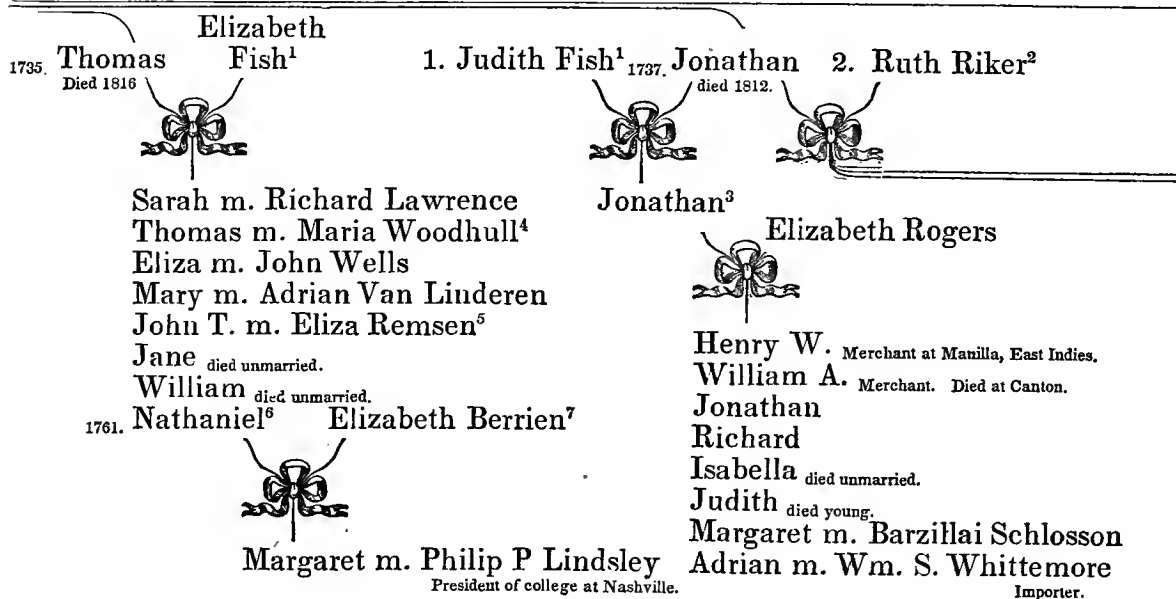 Elizabeth
1735. Thomas Fish¹ 1. Judith Fish¹ 1737. Jonathan 2. Ruth Riker²
Died 1816 died 1812.
Sarah m. Richard Lawrence
Thomas m. Maria Woodhull⁴
Eliza m. John Wells
Mary m. Adrian Van Linderen
John T. m. Eliza Remsen⁵
Jane died unmarried.
William died unmarried.
1761. Nathaniel⁶ Elizabeth Berrien⁷
Margaret m. Philip P Lindsley
President of college at Nashville.
Jonathan³
Elizabeth Rogers
Henry W. Merchant at Manilla, East Indies.
William A. Merchant. Died at Canton.
Jonathan
Richard
Isabella died unmarried.
Judith died young.
Margaret m. Barzillai Schlosson
Adrian m. Wm. S. Whittemore
Importer.